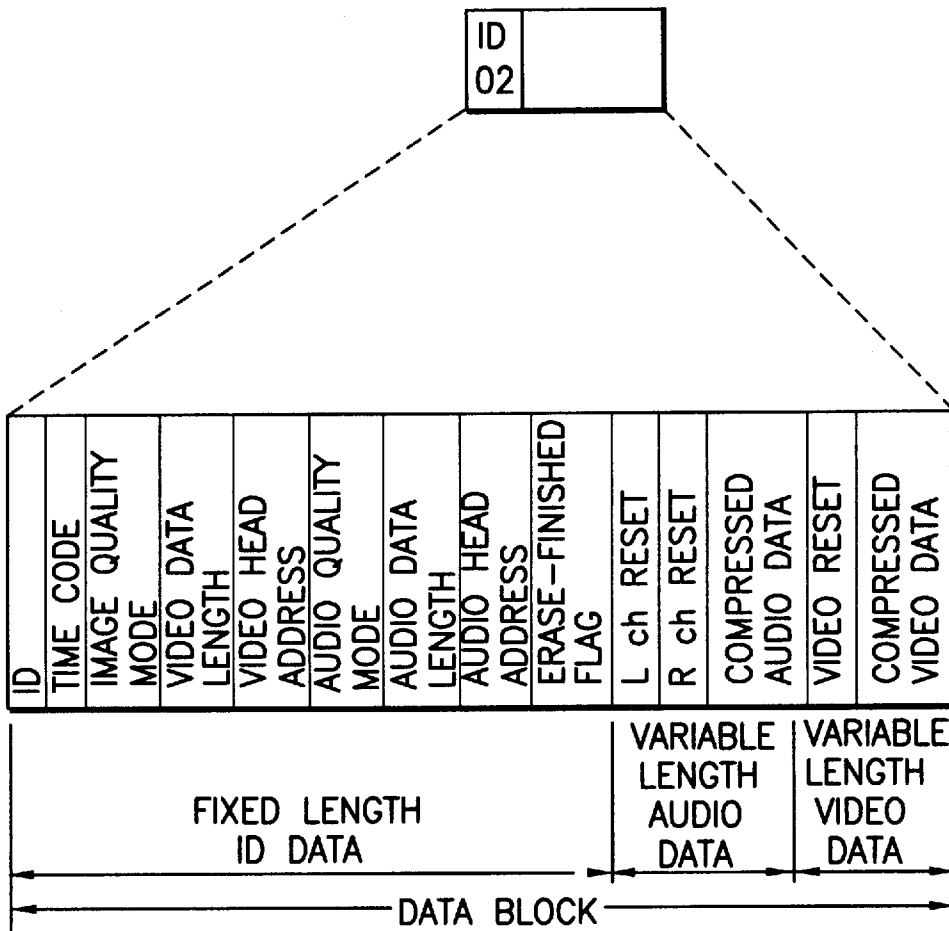 ID
02
ID
TIME CODE
IMAGE QUALITY
MODE
VIDEO DATA
LENGTH
VIDEO HEAD
ADDRESS
AUDIO QUALITY
MODE
AUDIO DATA
LENGTH
AUDIO HEAD
ADDRESS
ERASE-FINISHED
FLAG
L ch RESET
R ch RESET
COMPRESSED
AUDIO DATA
VIDEO RESET
COMPRESSED
VIDEO DATA
FIXED LENGTH
ID DATA
VARIABLE
LENGTH
AUDIO
DATA
VARIABLE
LENGTH
VIDEO
DATA
DATA BLOCK